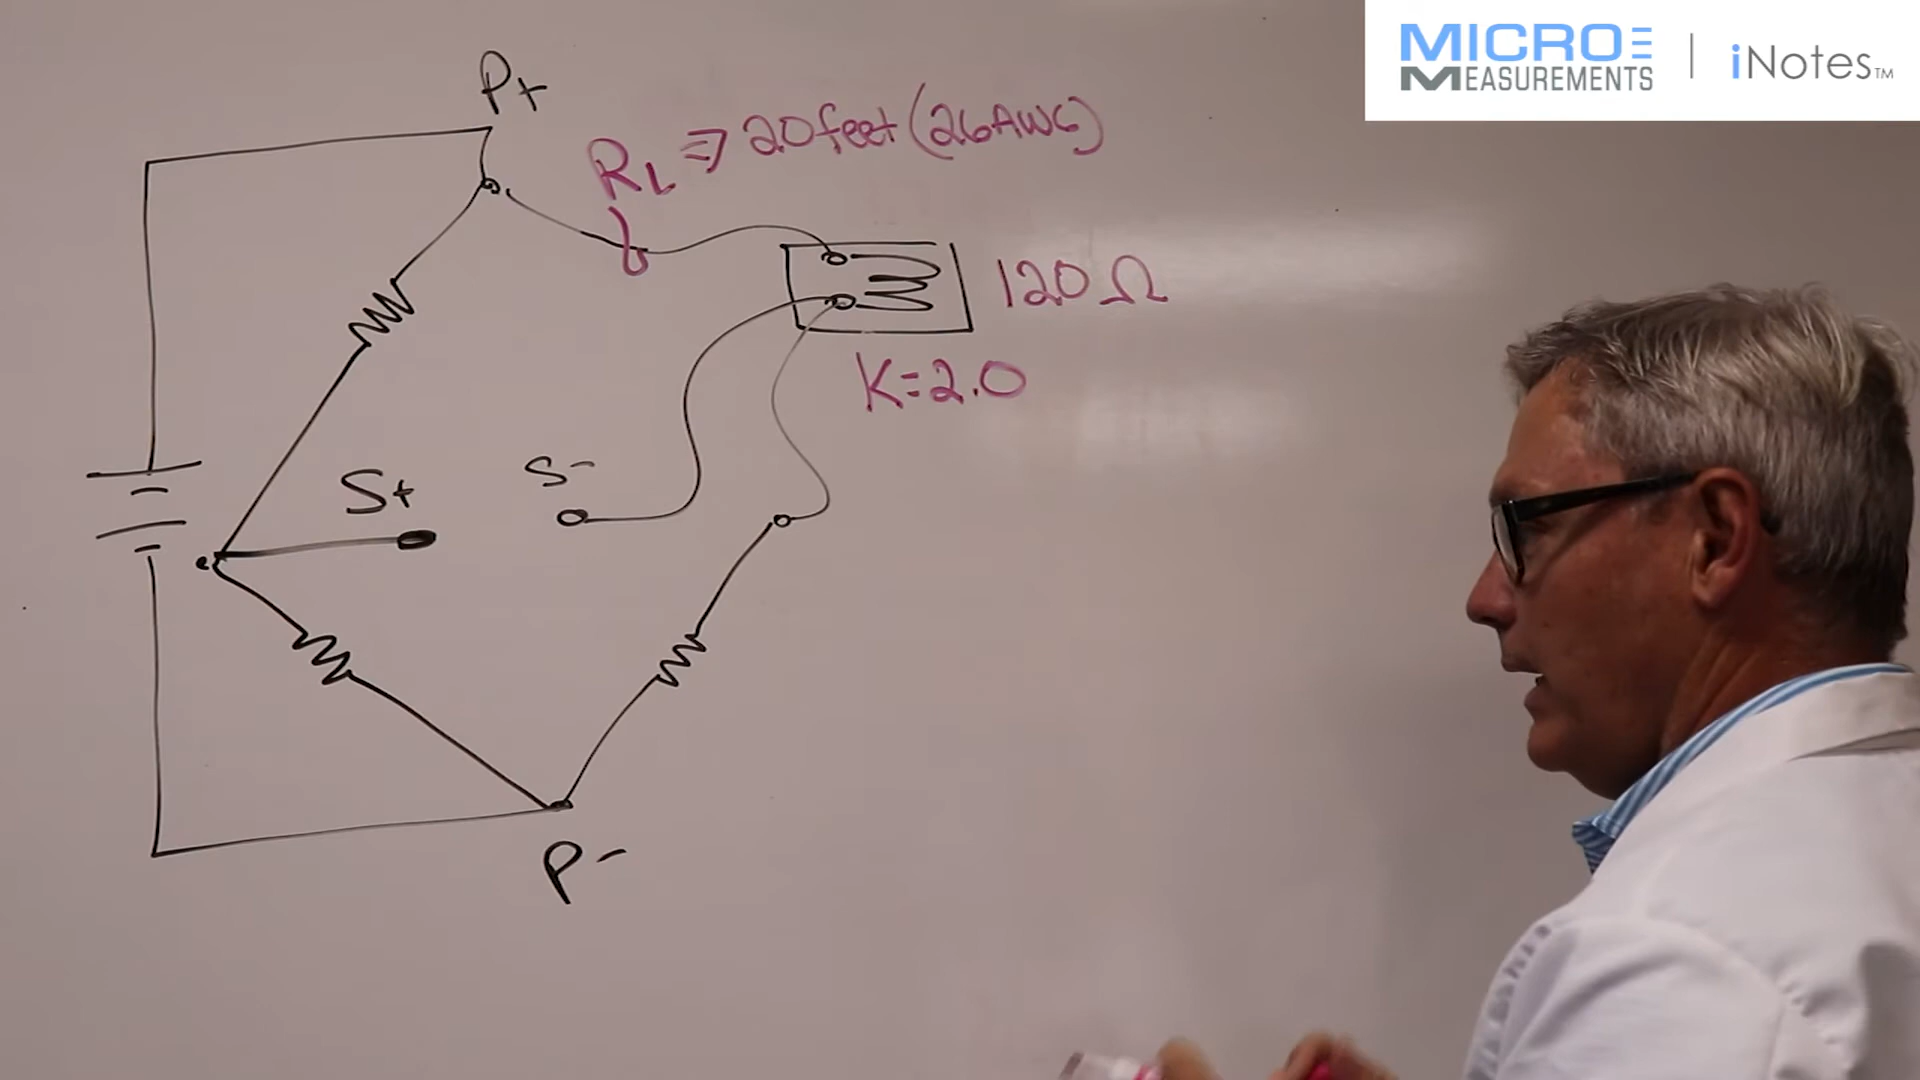 MICRO
MEASUREMENTS
iNotes™
P+
RL => 20 feet (26AWG)
120 Ω
K=2.0
S+
S-
P-